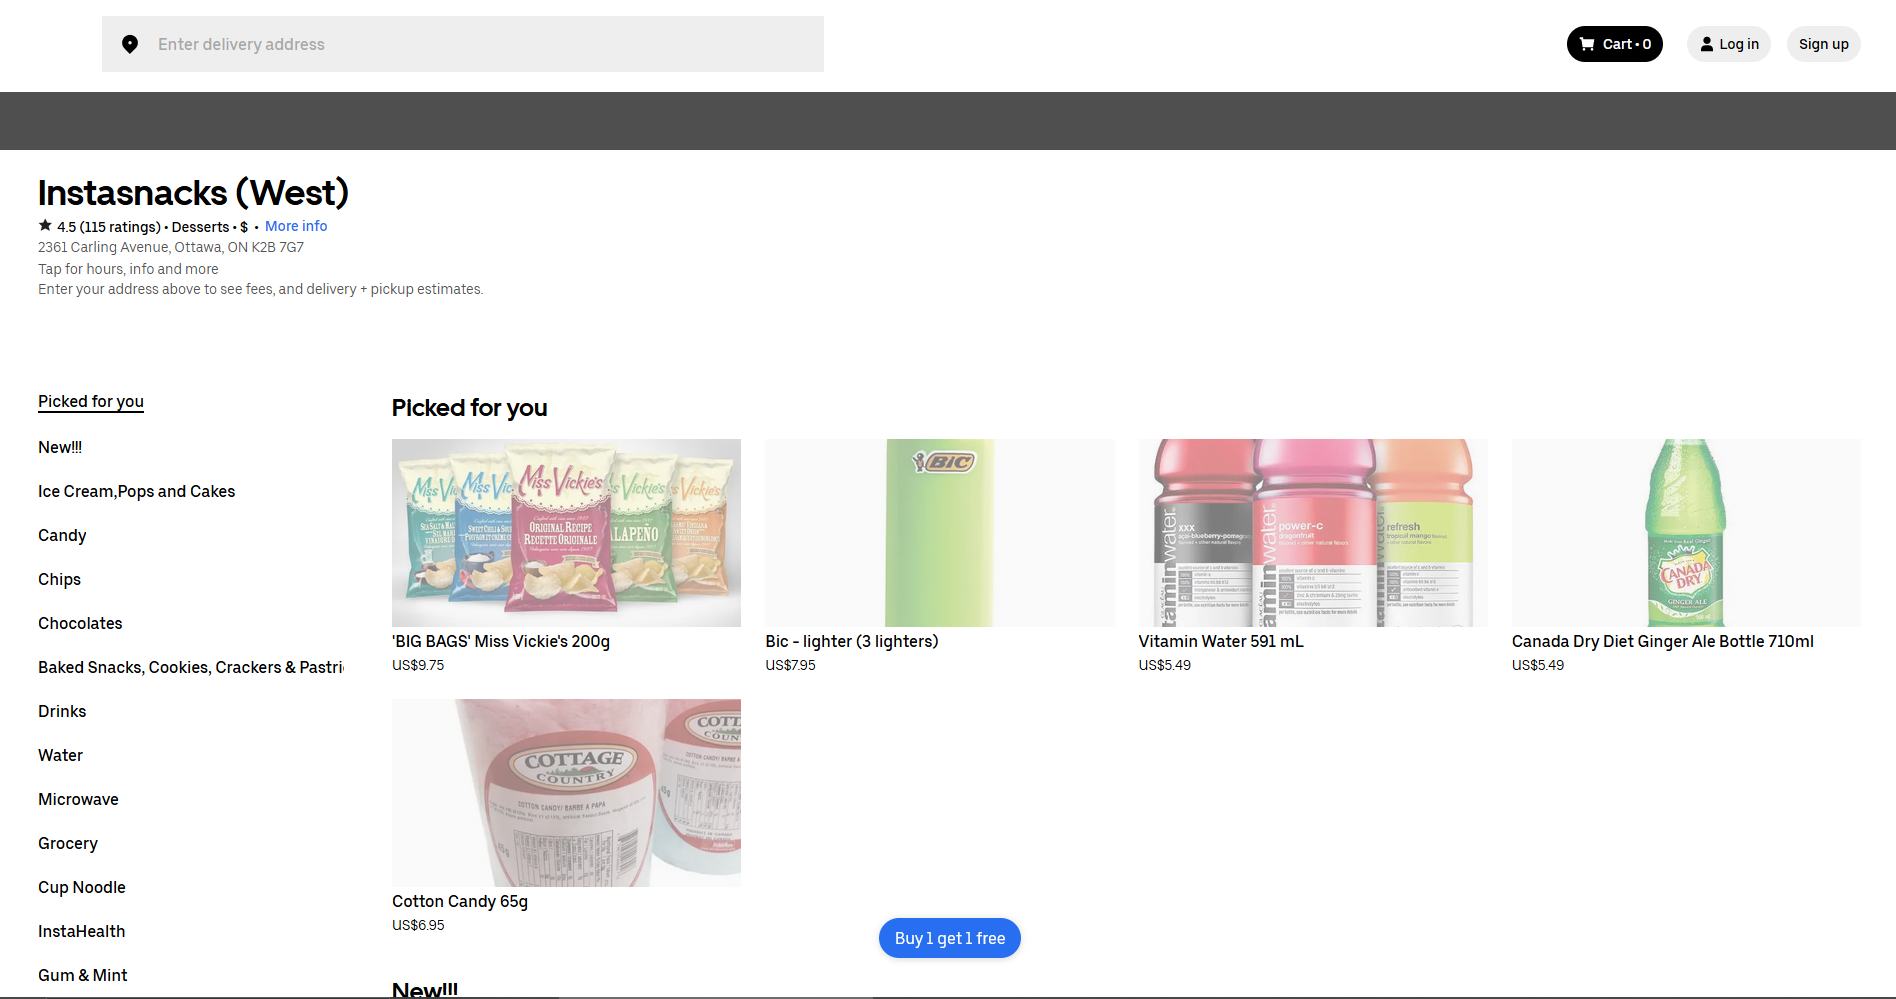 Enter delivery address
Cart • 0
Log in
Sign up
Instasnacks (West)
4.5 (115 ratings) • Desserts • $ • More info
2361 Carling Avenue, Ottawa, ON K2B 7G7
Tap for hours, info and more
Enter your address above to see fees, and delivery + pickup estimates.
Picked for you
New!!!
Ice Cream,Pops and Cakes
Candy
Chips
Chocolates
Baked Snacks, Cookies, Crackers & Pastri
Drinks
Water
Microwave
Grocery
Cup Noodle
InstaHealth
Gum & Mint
Picked for you
Miss Vickie's
ORIGINAL RECIPE
RECETTE ORIGINALE
'BIG BAGS' Miss Vickie's 200g
US$9.75
BIC
Bic - lighter (3 lighters)
US$7.95
xxx
power-c
dragonfruit
refresh
tropical mango
Vitamin Water 591 mL
US$5.49
CANADA
DRY
GINGER ALE
Canada Dry Diet Ginger Ale Bottle 710ml
US$5.49
COTTAGE
COUNTRY
COTTON CANDY/ BARBE A PAPA
Cotton Candy 65g
US$6.95
Buy 1 get 1 free
New!!!